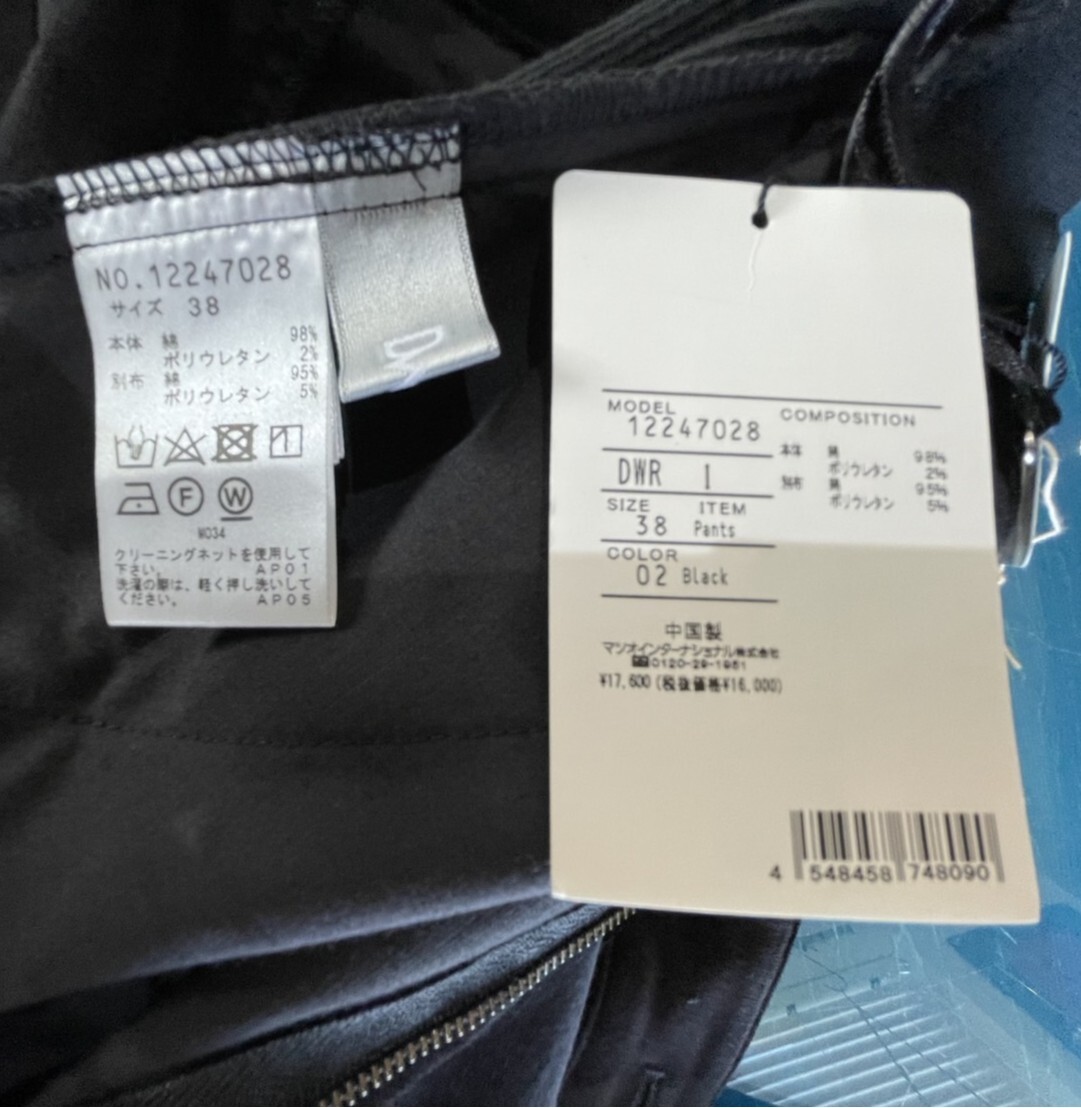 NO.12247028
サイズ 38
本体 綿 98%
ポリウレタン 2%
別布 綿 95%
ポリウレタン 5%
F W
M034
クリーニングネットを使用して
下さい。 AP01
洗濯の際は、軽く押し洗いして
ください。 AP05
MODEL
12247028
DWR 1
SIZE ITEM
38 Pants
COLOR
02 Black
COMPOSITION
本体 綿 98%
ポリウレタン 2%
別布 綿 95%
ポリウレタン 5%
中国製
マツオインターナショナル株式会社
0120-29-1951
¥17,600(税抜価格¥16,000)
4 548458 748090